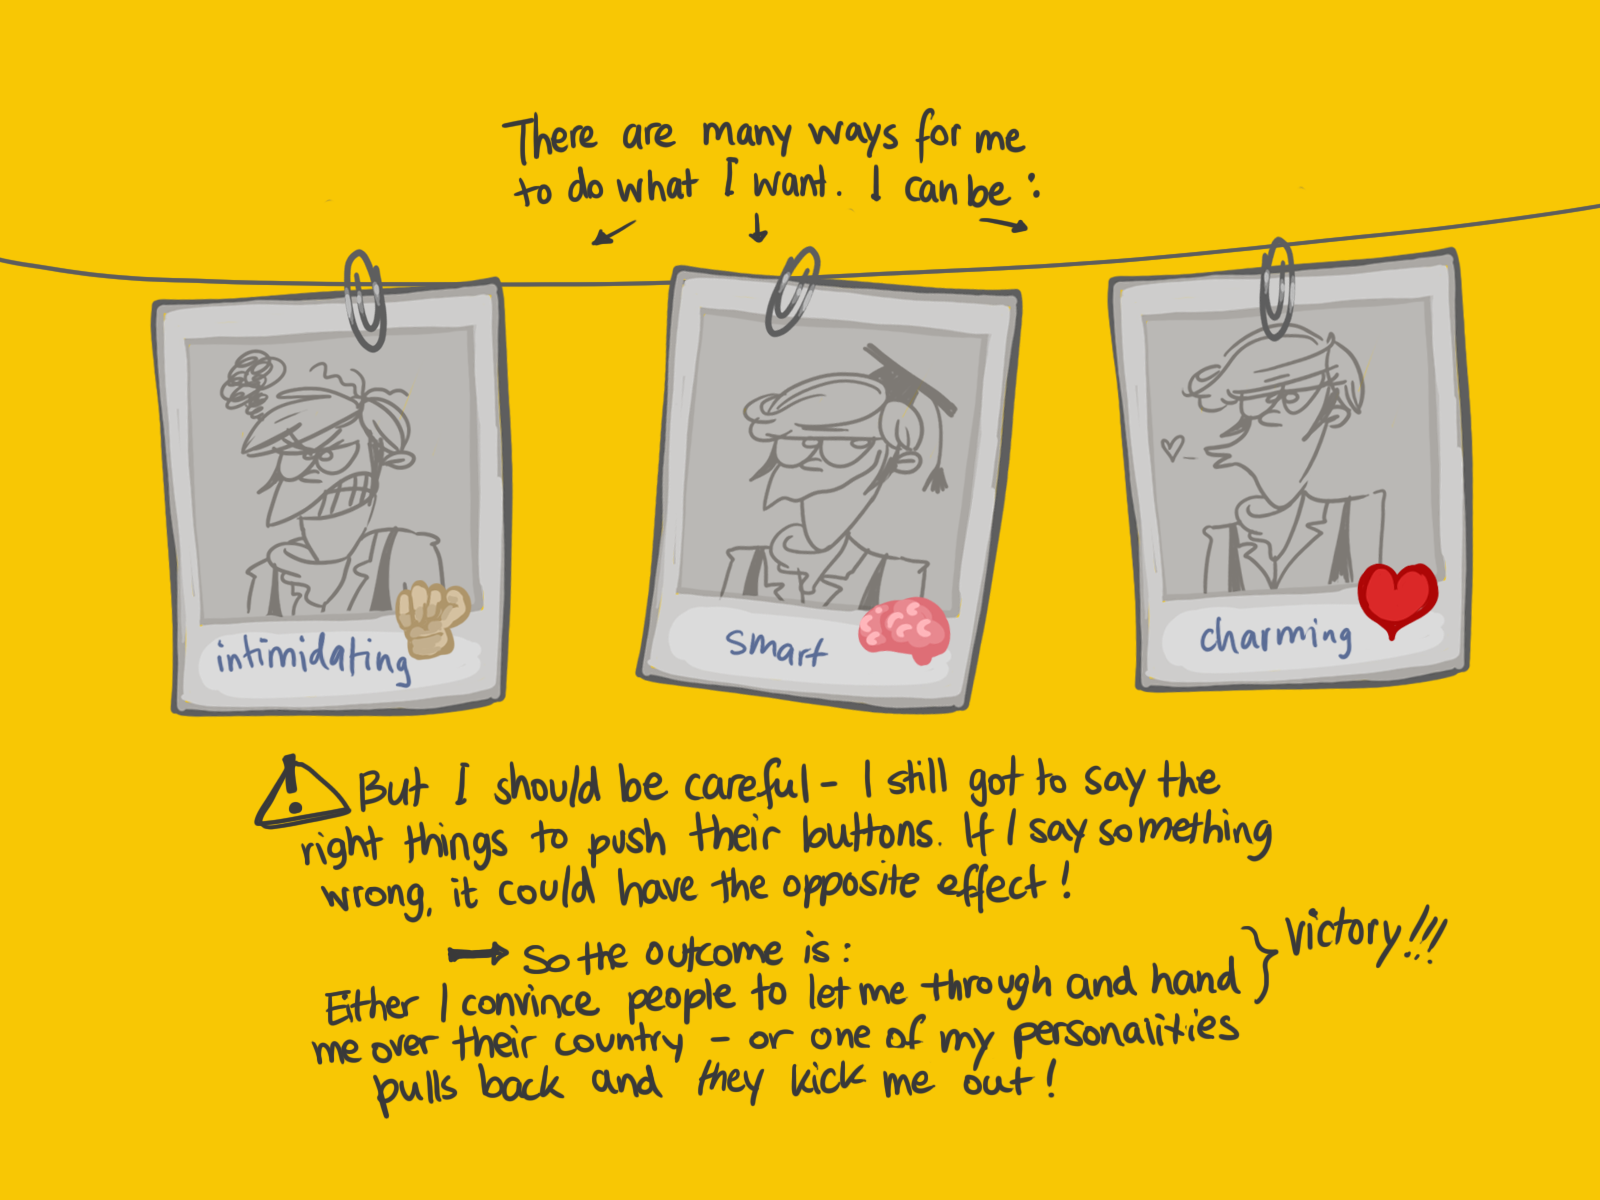 There are many ways for me
to do what I want. I can be :
intimidating
smart
charming
But I should be careful - I still got to say the
right things to push their buttons. If I say something
wrong, it could have the opposite effect!
So the outcome is:
Either I convince people to let me through and hand
me over their country - or one of my personalities
pulls back and they kick me out!
Victory!!!